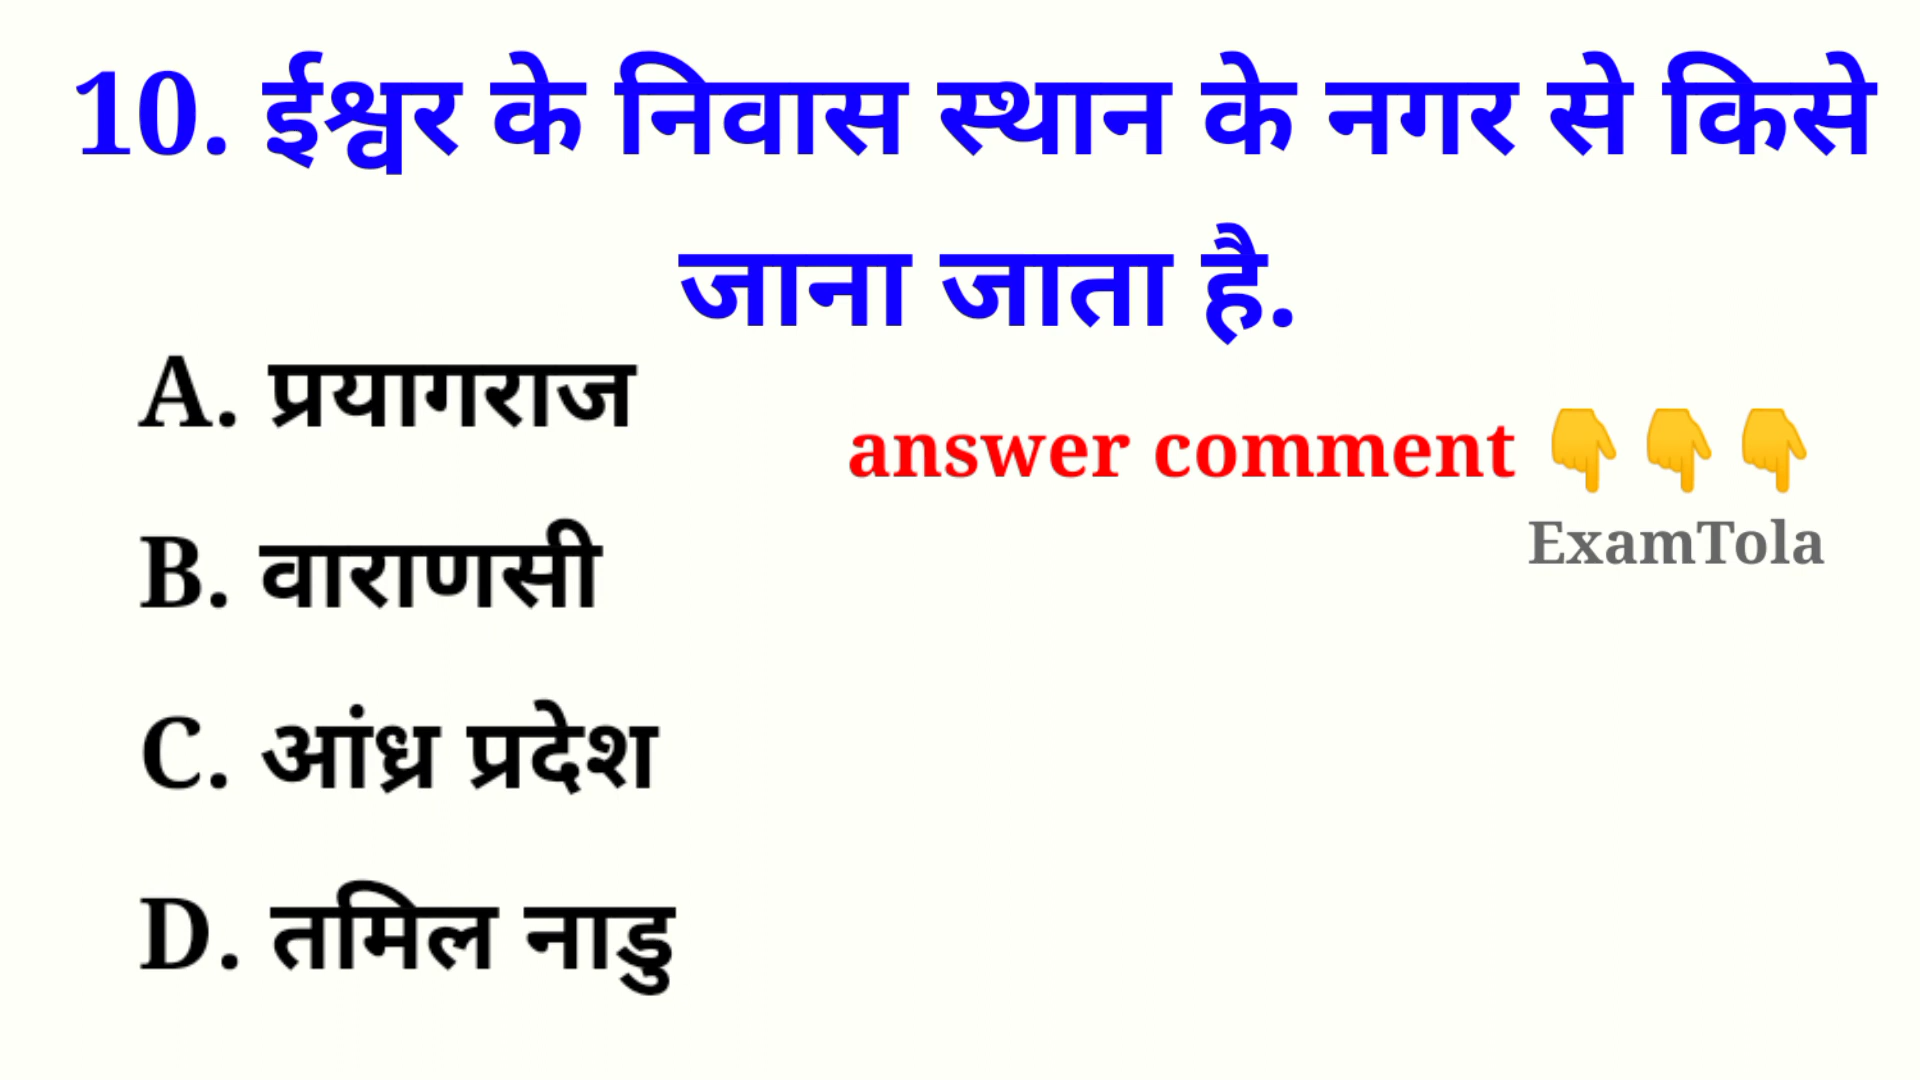 10. ईश्वर के निवास स्थान के नगर से किसे
जाना जाता है.
A. प्रयागराज
answer comment 👇👇👇
ExamTola
B. वाराणसी
C. आंध्र प्रदेश
D. तमिल नाडु